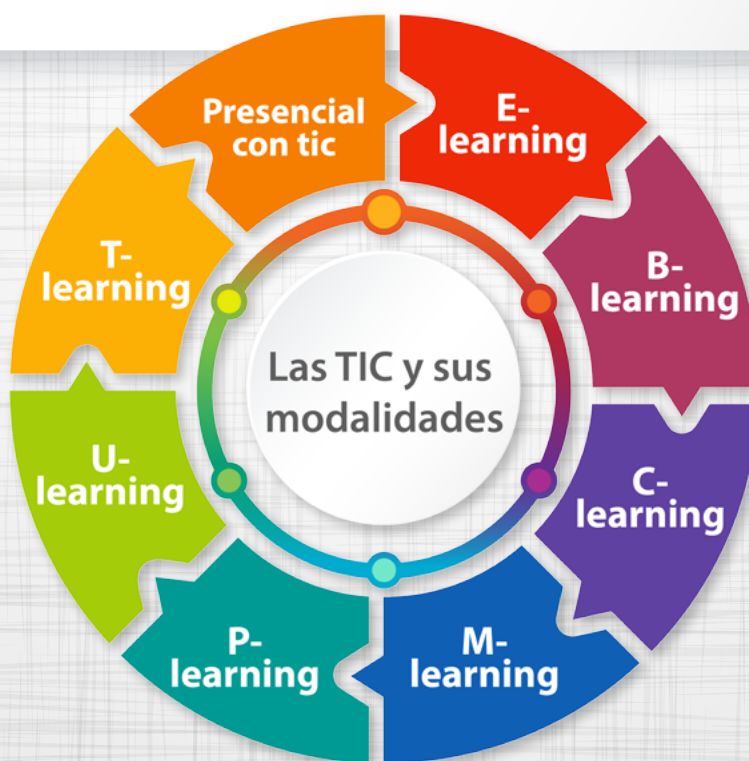 Presencial
con tic
E-
learning
B-
learning
C-
learning
M-
learning
P-
learning
U-
learning
T-
learning
Las TIC y sus
modalidades